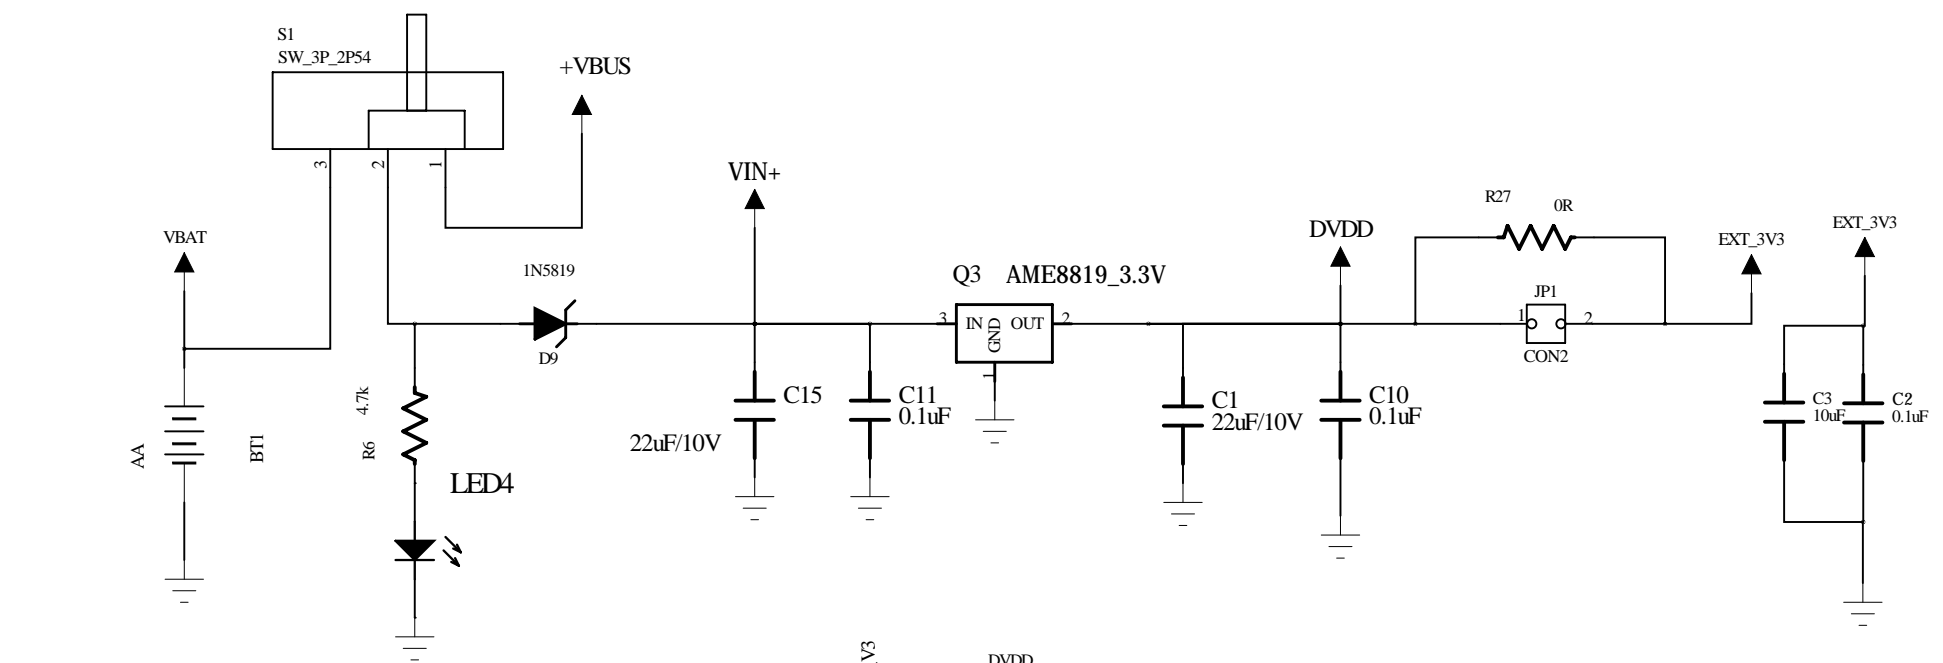 S1
SW_3P_2P54
+VBUS
3
2
1
VIN+
VBAT
R27
0R
DVDD
EXT_3V3
EXT_3V3
1N5819
Q3 AME8819_3.3V
D9
3
IN
GND
OUT
2
1
JP1
1
2
CON2
4.7k
R6
C15
22uF/10V
C11
0.1uF
C1
22uF/10V
C10
0.1uF
C3
10uF
C2
0.1uF
AA
BT1
LED4
V3
DVDD